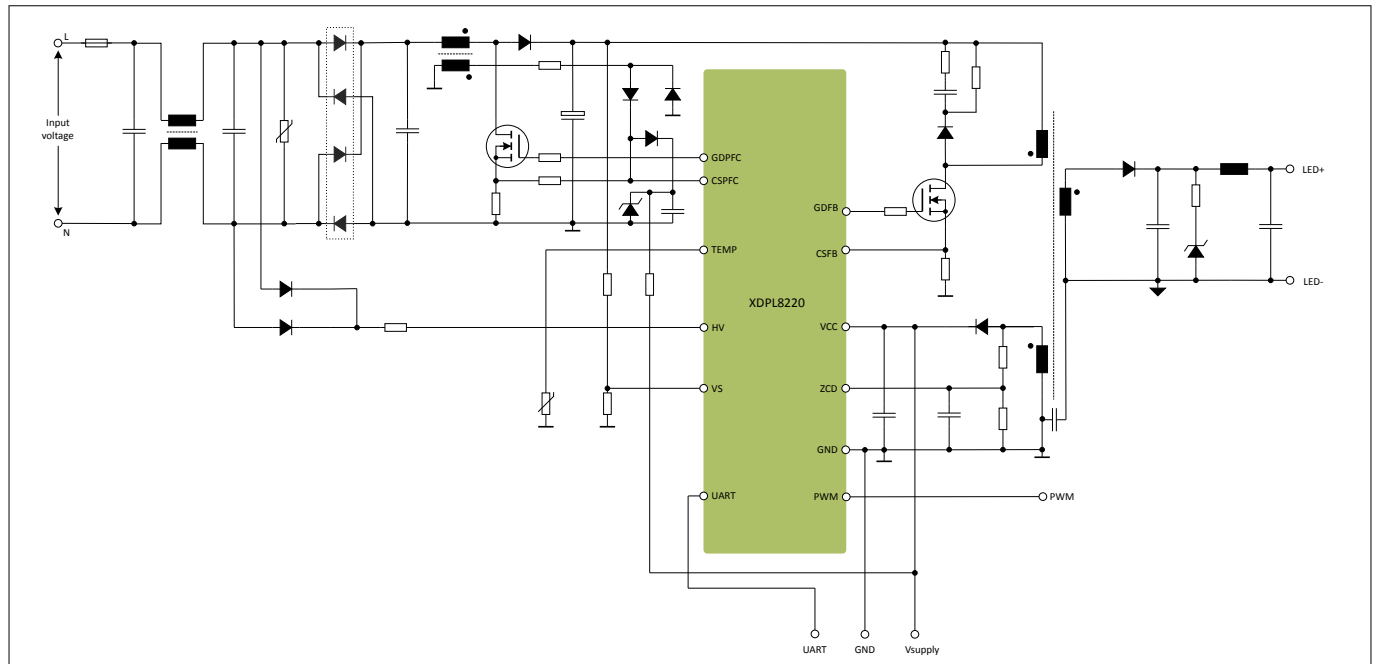 L
Input
voltage
N
GDPFC
CSPFC
TEMP
HV
VS
UART
XDPL8220
GDFB
CSFB
VCC
ZCD
GND
PWM
LED+
LED-
PWM
UART
GND
Vsupply